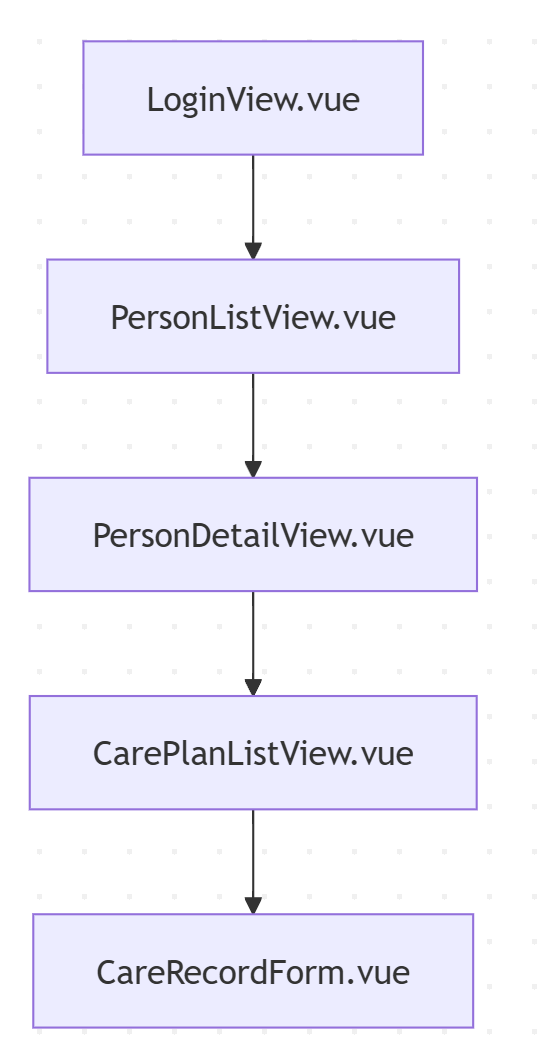 LoginView.vue
PersonListView.vue
PersonDetailView.vue
CarePlanListView.vue
CareRecordForm.vue